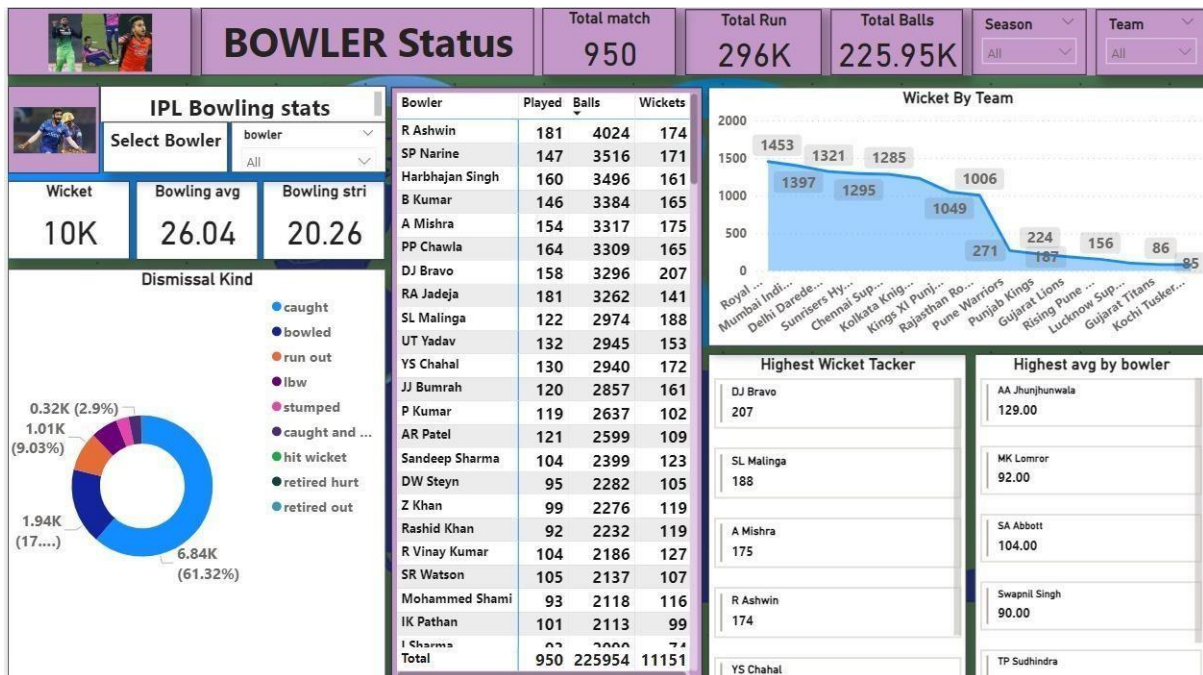 BOWLER Status
Total match
950
Total Run
296K
Total Balls
225.95K
Season
All
Team
All
IPL Bowling stats
Select Bowler
bowler
All
Wicket
10K
Bowling avg
26.04
Bowling stri
20.26
Dismissal Kind
caught
bowled
run out
lbw
stumped
caught and ...
hit wicket
retired hurt
retired out
0.32K (2.9%)
1.01K
(9.03%)
1.94K
(17....)
6.84K
(61.32%)
Bowler Played Balls Wickets
R Ashwin 181 4024 174
SP Narine 147 3516 171
Harbhajan Singh 160 3496 161
B Kumar 146 3384 165
A Mishra 154 3317 175
PP Chawla 164 3309 165
DJ Bravo 158 3296 207
RA Jadeja 181 3262 141
SL Malinga 122 2974 188
UT Yadav 132 2945 153
YS Chahal 130 2940 172
JJ Bumrah 120 2857 161
P Kumar 119 2637 102
AR Patel 121 2599 109
Sandeep Sharma 104 2399 123
DW Steyn 95 2282 105
Z Khan 99 2276 119
Rashid Khan 92 2232 119
R Vinay Kumar 104 2186 127
SR Watson 105 2137 107
Mohammed Shami 93 2118 116
IK Pathan 101 2113 99
I Sharma
Total 950 225954 11151
Wicket By Team
2000
1500
1000
500
0
1453
1397
1321
1295
1285
1049
1006
271
224
187
156
86
85
Royal ...
Mumbai Indi...
Delhi Darede...
Sunrisers Hy...
Chennai Sup...
Kolkata Knig...
Kings XI Punj...
Rajasthan Ro...
Pune Warriors
Punjab Kings
Gujarat Lions
Rising Pune ...
Lucknow Sup...
Gujarat Titans
Kochi Tusker...
Highest Wicket Tacker
DJ Bravo
207
SL Malinga
188
A Mishra
175
R Ashwin
174
YS Chahal
Highest avg by bowler
AA Jhunjhunwala
129.00
MK Lomror
92.00
SA Abbott
104.00
Swapnil Singh
90.00
TP Sudhindra